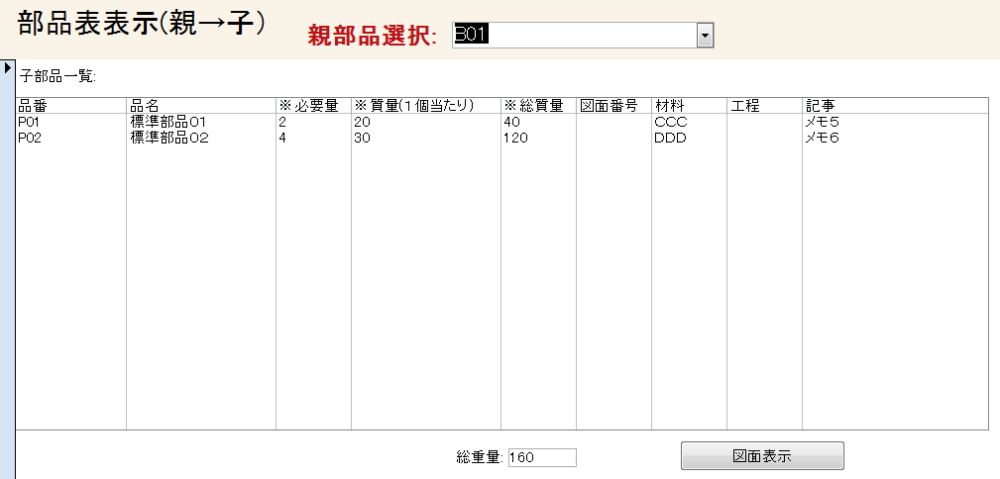 部品表表示(親→子)
親部品選択: B01
子部品一覧:
品番 品名 ※必要量 ※質量(1個当たり) ※総質量 図面番号 材料 工程 記事
P01 標準部品01 2 20 40 CCC メモ5
P02 標準部品02 4 30 120 DDD メモ6
総重量: 160 図面表示